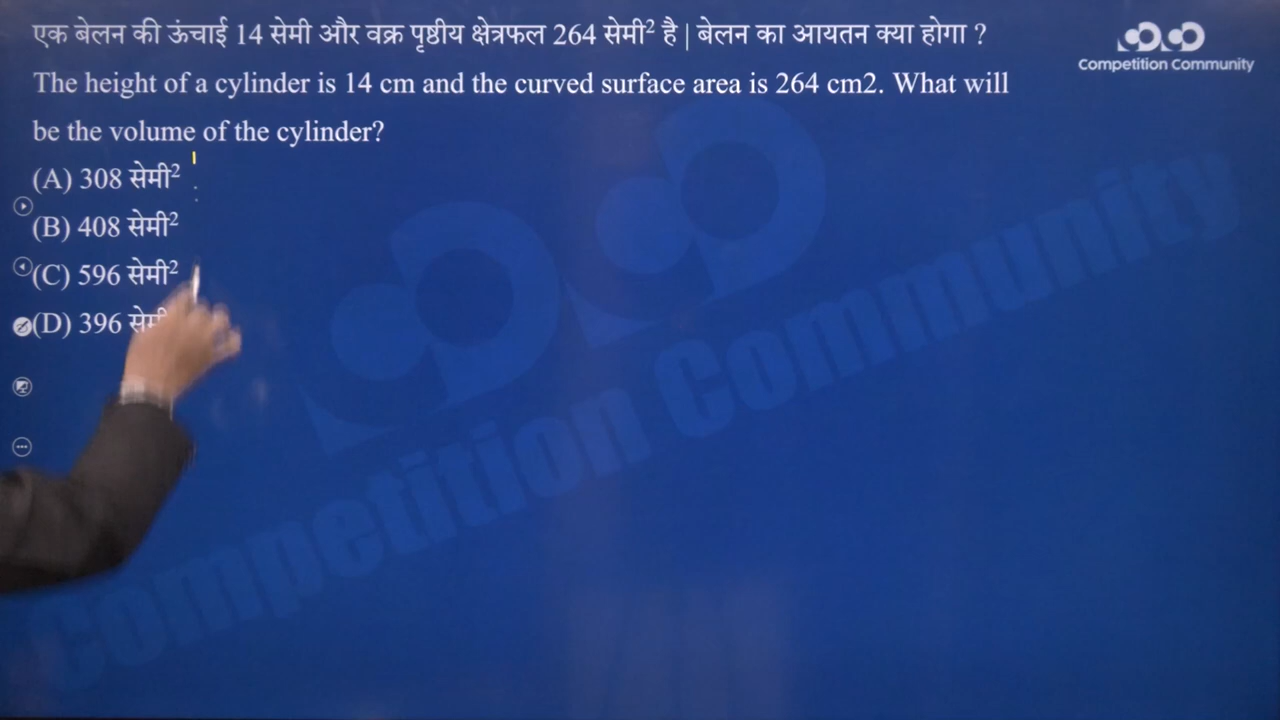 एक बेलन की ऊंचाई 14 सेमी और वक्र पृष्ठीय क्षेत्रफल 264 सेमी² है | बेलन का आयतन क्या होगा ?
Competition Community
The height of a cylinder is 14 cm and the curved surface area is 264 cm2. What will
be the volume of the cylinder?
(A) 308 सेमी²
(B) 408 सेमी²
(C) 596 सेमी²
(D) 396
Competition Community